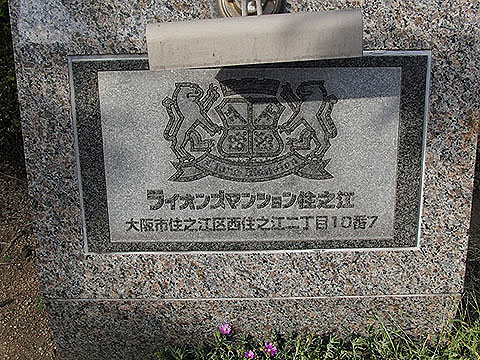 ライオンズマンション住之江
大阪市住之江区西住之江二丁目10番7